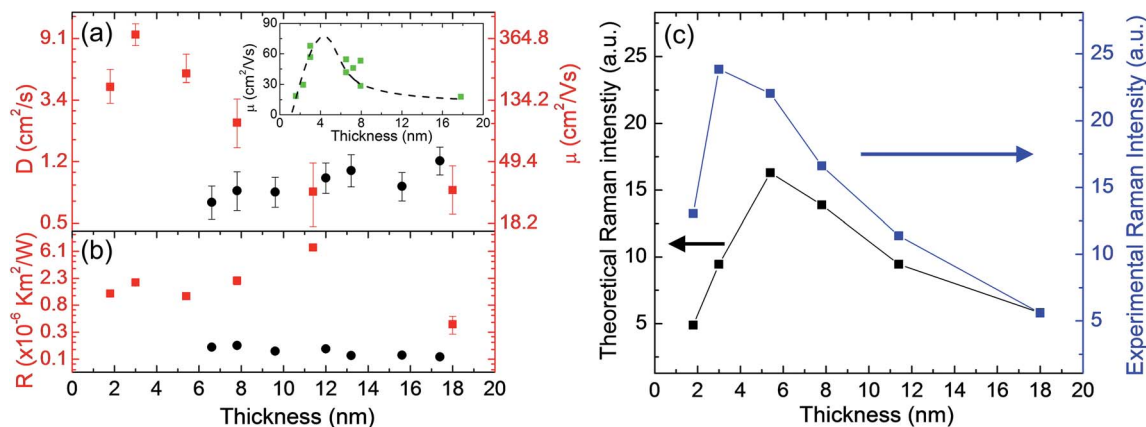 (a)
9.1
3.4
1.2
0.5
D (cm²/s)
364.8
134.2
49.4
18.2
μ (cm²/Vs)
90
60
30
0
μ (cm²/Vs)
0 4 8 12 16 20
Thickness (nm)
(b)
6.1
2.3
0.8
0.3
0.1
R (x10⁻⁶ Km²/W)
0 2 4 6 8 10 12 14 16 18 20
Thickness (nm)
(c)
25
20
15
10
5
Theoretical Raman intenstiy (a.u.)
25
20
15
10
5
Experimental Raman Intensity (a.u.)
0 2 4 6 8 10 12 14 16 18 20
Thickness (nm)